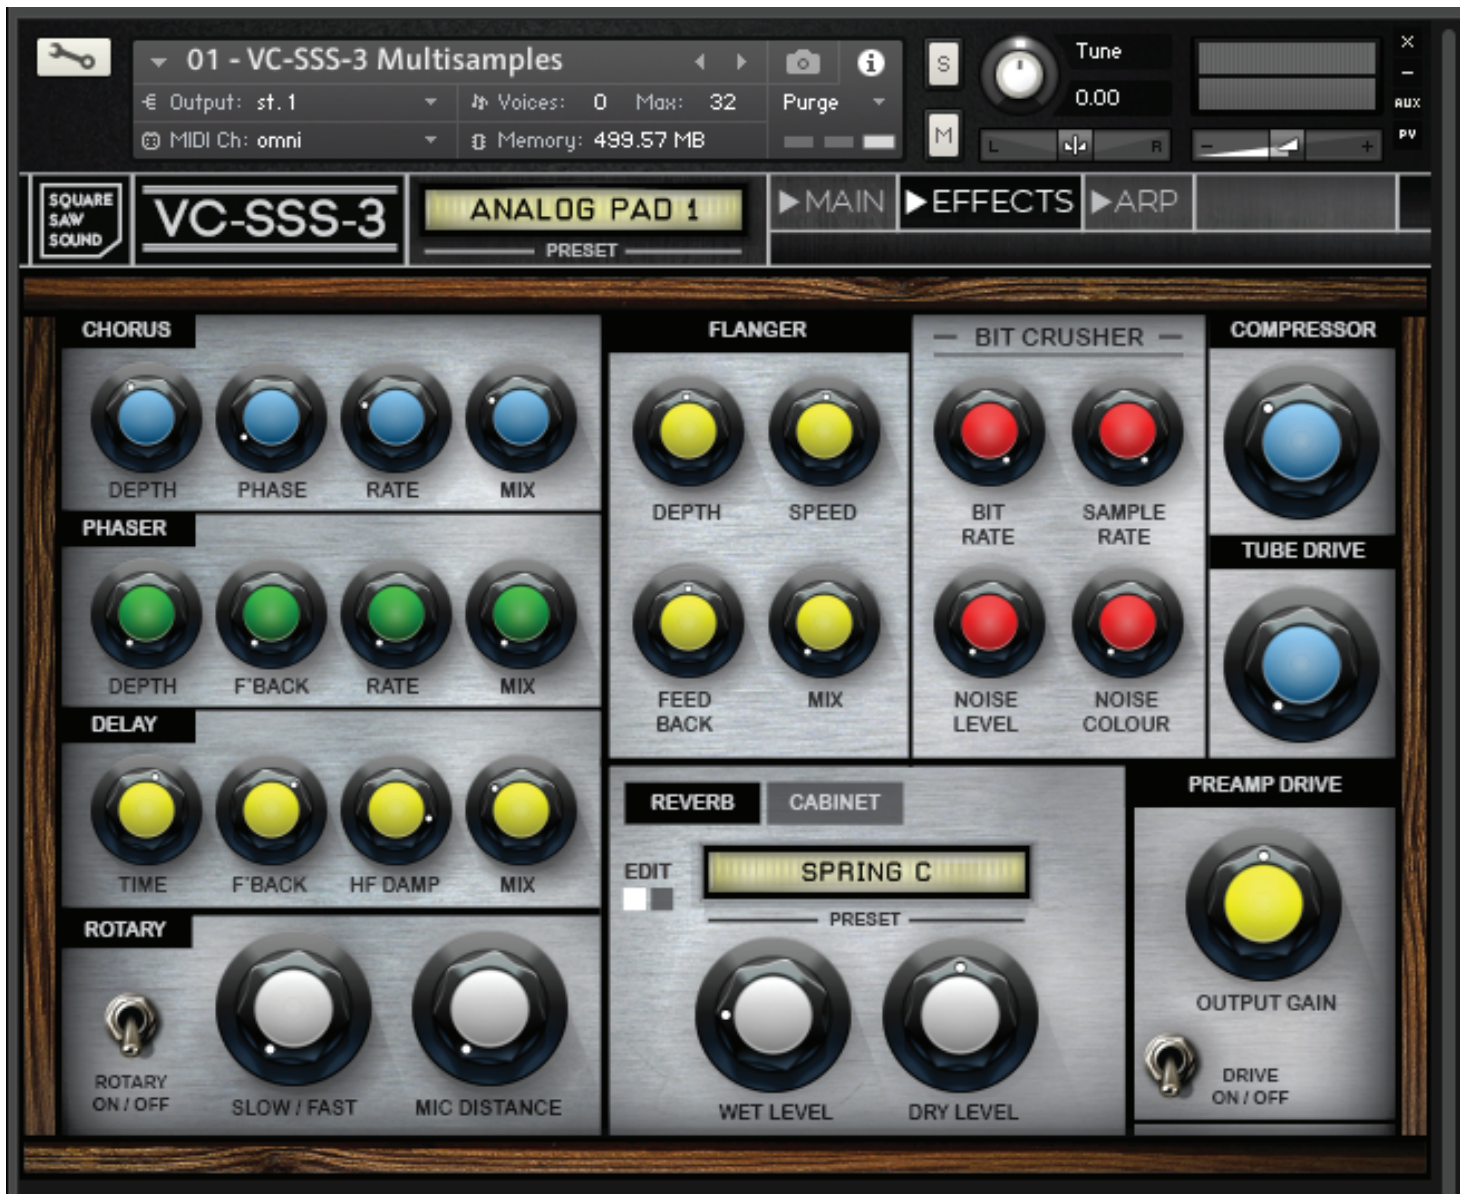 01 - VC-SSS-3 Multisamples
S
Tune
X
Output: st. 1
Voices: 0 Max: 32
Purge
0.00
AUX
MIDI Ch: omni
Memory: 499.57 MB
M
L
R
PV
SQUARE
SAW
SOUND
VC-SSS-3
ANALOG PAD 1
PRESET
MAIN
EFFECTS
ARP
CHORUS
DEPTH
PHASE
RATE
MIX
PHASER
DEPTH
F'BACK
RATE
MIX
DELAY
TIME
F'BACK
HF DAMP
MIX
ROTARY
ROTARY
ON / OFF
SLOW / FAST
MIC DISTANCE
FLANGER
DEPTH
SPEED
FEED
BACK
MIX
BIT CRUSHER
BIT
RATE
SAMPLE
RATE
NOISE
LEVEL
NOISE
COLOUR
COMPRESSOR
TUBE DRIVE
REVERB
CABINET
EDIT
SPRING C
PRESET
WET LEVEL
DRY LEVEL
PREAMP DRIVE
OUTPUT GAIN
DRIVE
ON / OFF